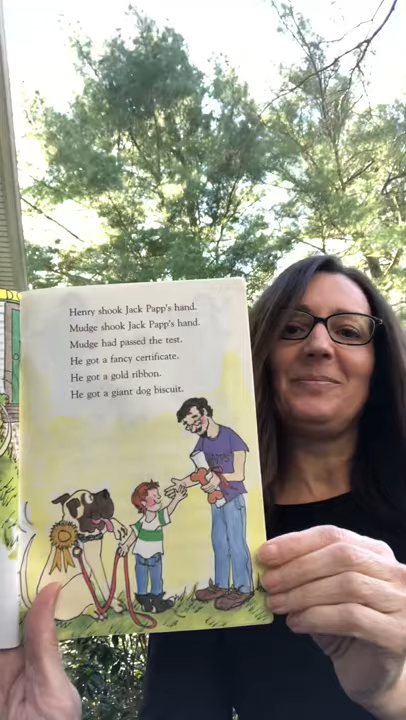 Henry shook Jack Papp's hand.
Mudge shook Jack Papp's hand.
Mudge had passed the test.
He got a fancy certificate.
He got a gold ribbon.
He got a giant dog biscuit.